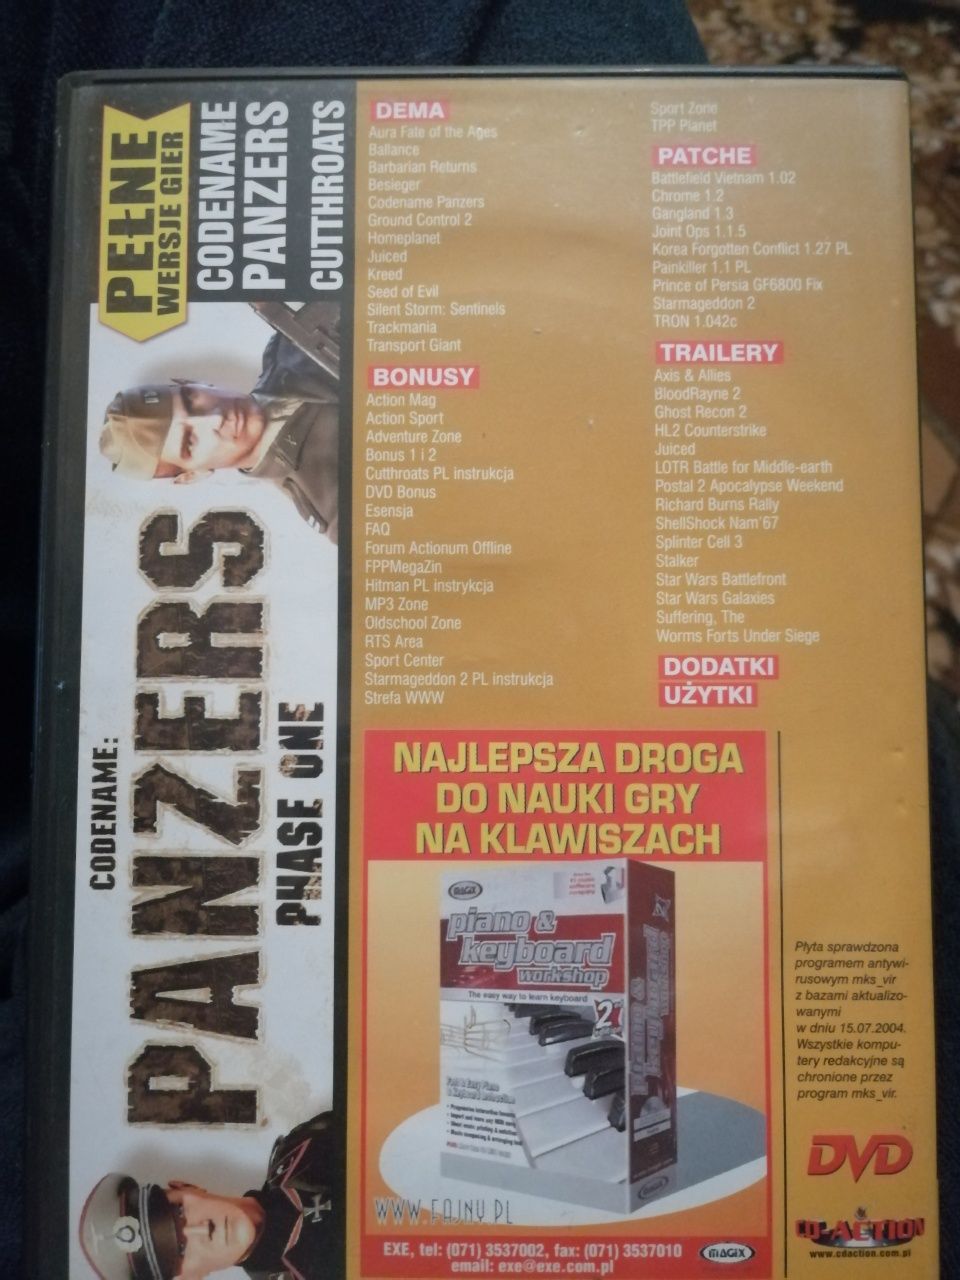 PEŁNE
WERSJE GIER
CODENAME
PANZERS
CUTTHROATS
CODENAME:
PANZERS
PHASE ONE
DEMA
Aura Fate of the Ages
Ballance
Barbarian Returns
Besieger
Codename Panzers
Ground Control 2
Homeplanet
Juiced
Kreed
Seed of Evil
Silent Storm: Sentinels
Trackmania
Transport Giant
BONUSY
Action Mag
Action Sport
Adventure Zone
Bonus 1 i 2
Cutthroats PL instrukcja
DVD Bonus
Esensja
FAQ
Forum Actionum Offline
FPPMegaZin
Hitman PL instrykcja
MP3 Zone
Oldschool Zone
RTS Area
Sport Center
Starmageddon 2 PL instrukcja
Strefa WWW
Sport Zone
TPP Planet
PATCHE
Battlefield Vietnam 1.02
Chrome 1.2
Gangland 1.3
Joint Ops 1.1.5
Korea Forgotten Conflict 1.27 PL
Painkiller 1.1 PL
Prince of Persia GF6800 Fix
Starmageddon 2
TRON 1.042c
TRAILERY
Axis & Allies
BloodRayne 2
Ghost Recon 2
HL2 Counterstrike
Juiced
LOTR Battle for Middle-earth
Postal 2 Apocalypse Weekend
Richard Burns Rally
ShellShock Nam'67
Splinter Cell 3
Stalker
Star Wars Battlefront
Star Wars Galaxies
Suffering, The
Worms Forts Under Siege
DODATKI
UŻYTKI
NAJLEPSZA DROGA
DO NAUKI GRY
NA KLAWISZACH
MAGIX
piano &
keyboard
workshop
The easy way to learn keyboard
WWW.FAJNY.PL
EXE, tel: (071) 3537002, fax: (071) 3537010
email: exe@exe.com.pl
MAGIX
Płyta sprawdzona
programem antywi-
rusowym mks_vir
z bazami aktualizo-
wanymi
w dniu 15.07.2004.
Wszystkie kompu-
tery redakcyjne są
chronione przez
program mks_vir.
DVD
CD-ACTION
www.cdaction.com.pl